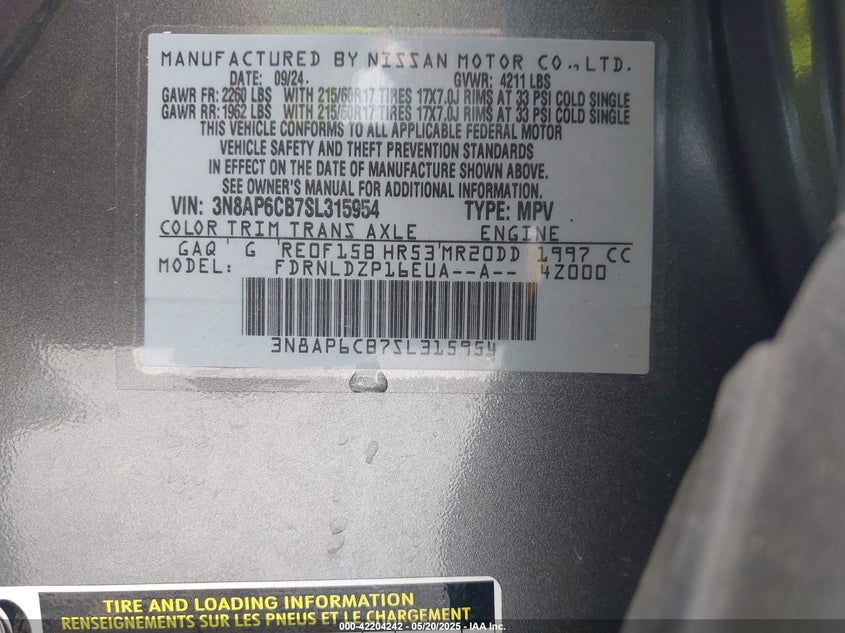 MANUFACTURED BY NISSAN MOTOR CO.,LTD.
DATE: 09/24. GVWR: 4211 LBS
GAWR FR: 2260 LBS WITH 215/60R17 TIRES 17X7.0J RIMS AT 33 PSI COLD SINGLE
GAWR RR: 1962 LBS WITH 215/60R17 TIRES 17X7.0J RIMS AT 33 PSI COLD SINGLE
THIS VEHICLE CONFORMS TO ALL APPLICABLE FEDERAL MOTOR
VEHICLE SAFETY AND THEFT PREVENTION STANDARDS
IN EFFECT ON THE DATE OF MANUFACTURE SHOWN ABOVE.
SEE OWNER'S MANUAL FOR ADDITIONAL INFORMATION.
VIN: 3N8AP6CB7SL315954 TYPE: MPV
COLOR TRIM TRANS AXLE ENGINE
GAQ G RE0F15B HR53 MR20DD 1997 CC
MODEL: FDRNLDZP16EUA--A-- 4Z000
3N8AP6CB7SL315954
TIRE AND LOADING INFORMATION
RENSEIGNEMENTS SUR LES PNEUS ET LE CHARGEMENT
000-42204242 - 05/20/2025 - IAA Inc.